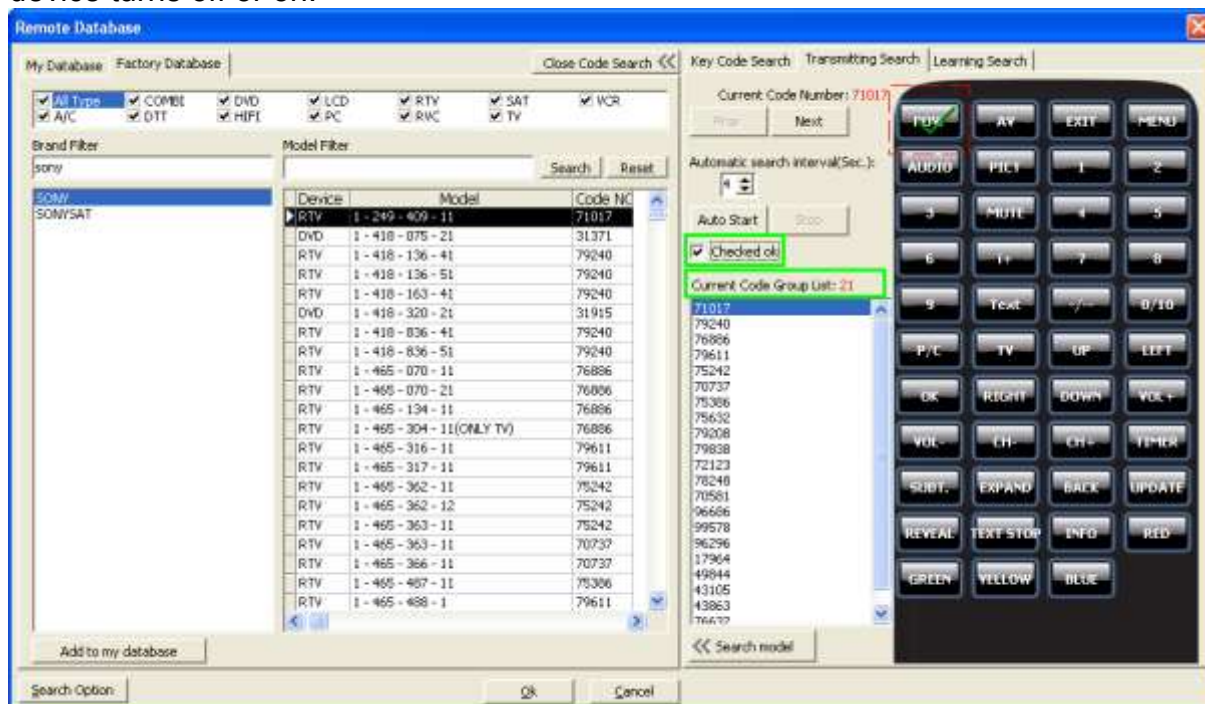 device turns off or on.
Remote Database
My Database Factory Database Close Code Search <<
All Type COMBI DVD LCD RTV SAT VCR
A/C DTT HIFI PC RVC TV
Brand Filter Model Filter
sony Search Reset
SONY
SONYSAT
Device Model Code NO
RTV 1 - 249 - 409 - 11 71017
DVD 1 - 418 - 075 - 21 31371
RTV 1 - 418 - 136 - 41 79240
RTV 1 - 418 - 136 - 51 79240
RTV 1 - 418 - 163 - 41 79240
DVD 1 - 418 - 320 - 21 31915
RTV 1 - 418 - 836 - 41 79240
RTV 1 - 418 - 836 - 51 79240
RTV 1 - 465 - 070 - 11 76886
RTV 1 - 465 - 070 - 21 76886
RTV 1 - 465 - 134 - 11 76886
RTV 1 - 465 - 304 - 11(ONLY TV) 76886
RTV 1 - 465 - 316 - 11 79611
RTV 1 - 465 - 317 - 11 79611
RTV 1 - 465 - 362 - 11 75242
RTV 1 - 465 - 362 - 12 75242
RTV 1 - 465 - 363 - 11 75242
RTV 1 - 465 - 363 - 11 70737
RTV 1 - 465 - 366 - 11 70737
RTV 1 - 465 - 487 - 11 75386
RTV 1 - 465 - 488 - 1 79611
Add to my database
Search Option Ok Cancel
Key Code Search Transmitting Search Learning Search
Current Code Number: 71017
Prior Next
Automatic search interval(Sec.):
4
Auto Start Stop
Checked ok
Current Code Group List: 21
71017
79240
76886
79611
75242
70737
75386
75632
79208
79838
72123
78248
70581
96686
99578
96296
17964
49844
43105
43863
76637
<< Search model
POW. AV EXIT MENU
AUDIO PICT 1 2
3 MUTE 4 5
6 i+ 7 8
9 Text -/-- 0/10
P/C TV UP LEFT
OK RIGHT DOWN VOL+
VOL- CH- CH+ TIMER
SUBT. EXPAND BACK UPDATE
REVEAL TEXT STOP INFO RED
GREEN YELLOW BLUE